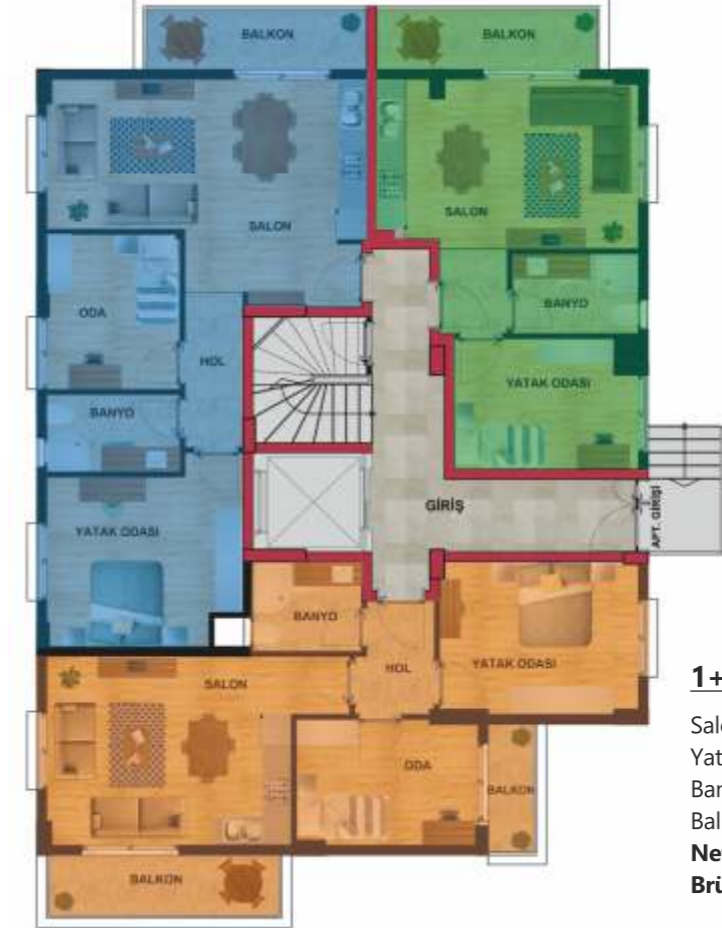 BALKON
BALKON
SALON
SALON
ODA
BANYO
HOL
YATAK ODASI
BANYO
GİRİŞ
APT. GİRİŞİ
YATAK ODASI
BANYO
HOL
YATAK ODASI
SALON
ODA
BALKON
BALKON
1+
Sal
Yat
Ban
Bal
Ne
Brü